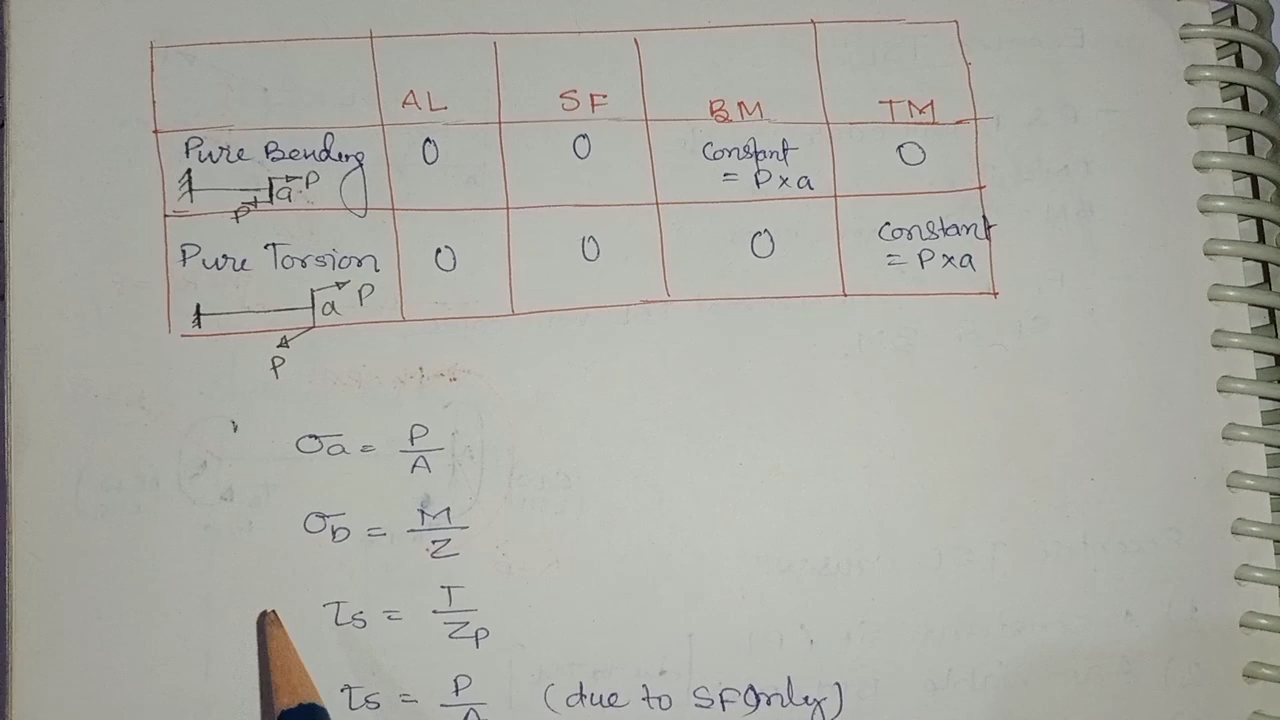 AL SF BM TM
Pure Bending 0 0 Constant = P x a 0
P
a
P
Pure Torsion 0 0 0 Constant = P x a
P
a
P
σa = P/A
σb = M/Z
τs = T/Zp
τs = P/A (due to SF only)